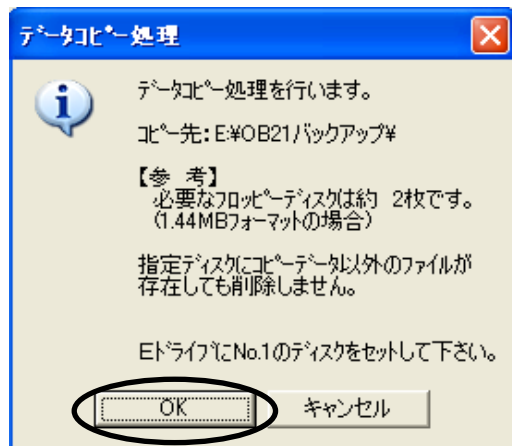 データコピー処理
データコピー処理を行います。
コピー先:E:¥OB21バックアップ¥
【参 考】
必要なフロッピーディスクは約 2枚です。
(1.44MBフォーマットの場合)
指定ディスクにコピーデータ以外のファイルが
存在しても削除しません。
EドライブにNo.1のディスクをセットして下さい。
OK
キャンセル